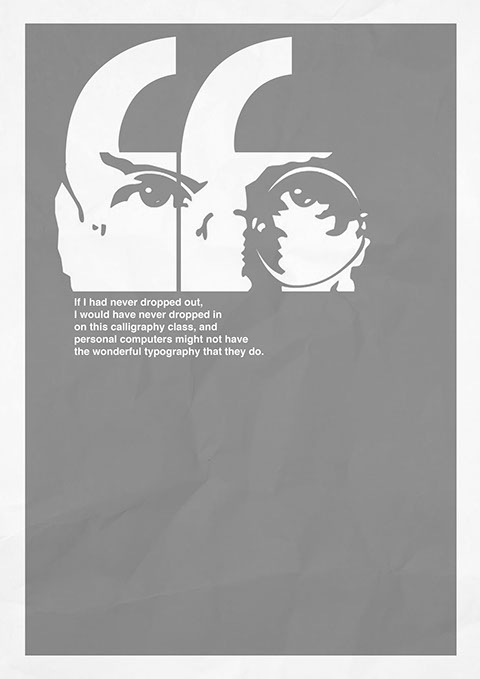 “
If I had never dropped out,
I would have never dropped in
on this calligraphy class, and
personal computers might not have
the wonderful typography that they do.